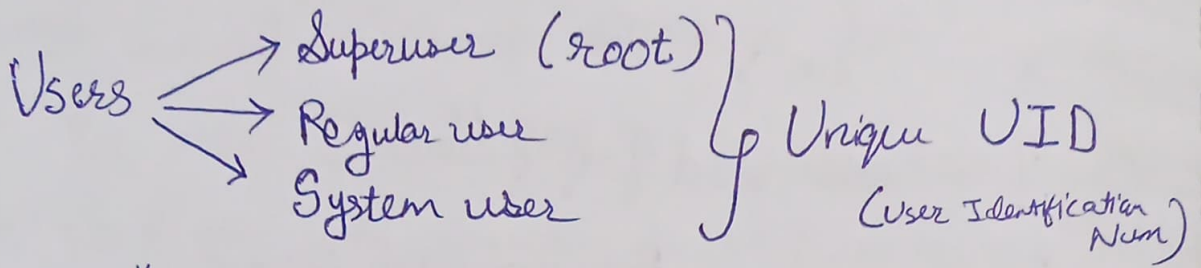 Users
Superuser (root)
Regular user
System user
Unique UID
(User Identification
Num)